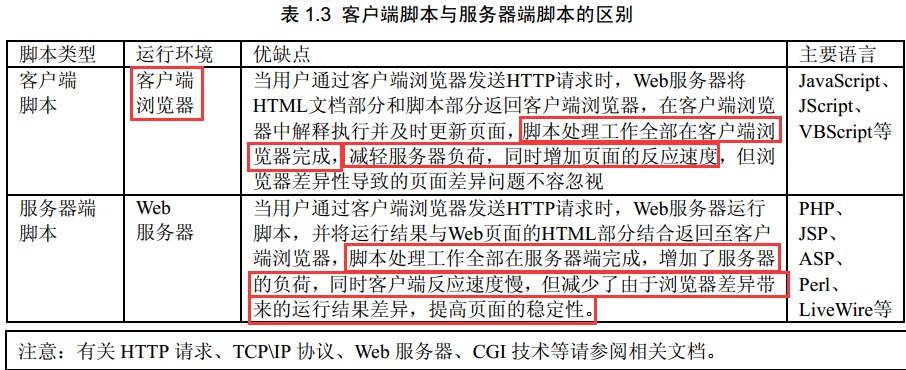 表 1.3 客户端脚本与服务器端脚本的区别
脚本类型 运行环境 优缺点 主要语言
客户端
脚本
客户端
浏览器
当用户通过客户端浏览器发送HTTP请求时，Web服务器将
HTML文档部分和脚本部分返回客户端浏览器，在客户端浏览
器中解释执行并及时更新页面，脚本处理工作全部在客户端浏
览器完成，减轻服务器负荷，同时增加页面的反应速度，但浏
览器差异性导致的页面差异问题不容忽视
JavaScript、
JScript、
VBScript等
服务器端
脚本
Web
服务器
当用户通过客户端浏览器发送HTTP请求时，Web服务器运行
脚本，并将运行结果与Web页面的HTML部分结合返回至客户
端浏览器，脚本处理工作全部在服务器端完成，增加了服务器
的负荷，同时客户端反应速度慢，但减少了由于浏览器差异带
来的运行结果差异，提高页面的稳定性。
PHP、
JSP、
ASP、
Perl、
LiveWire等
注意：有关 HTTP 请求、TCP\IP 协议、Web 服务器、CGI 技术等请参阅相关文档。